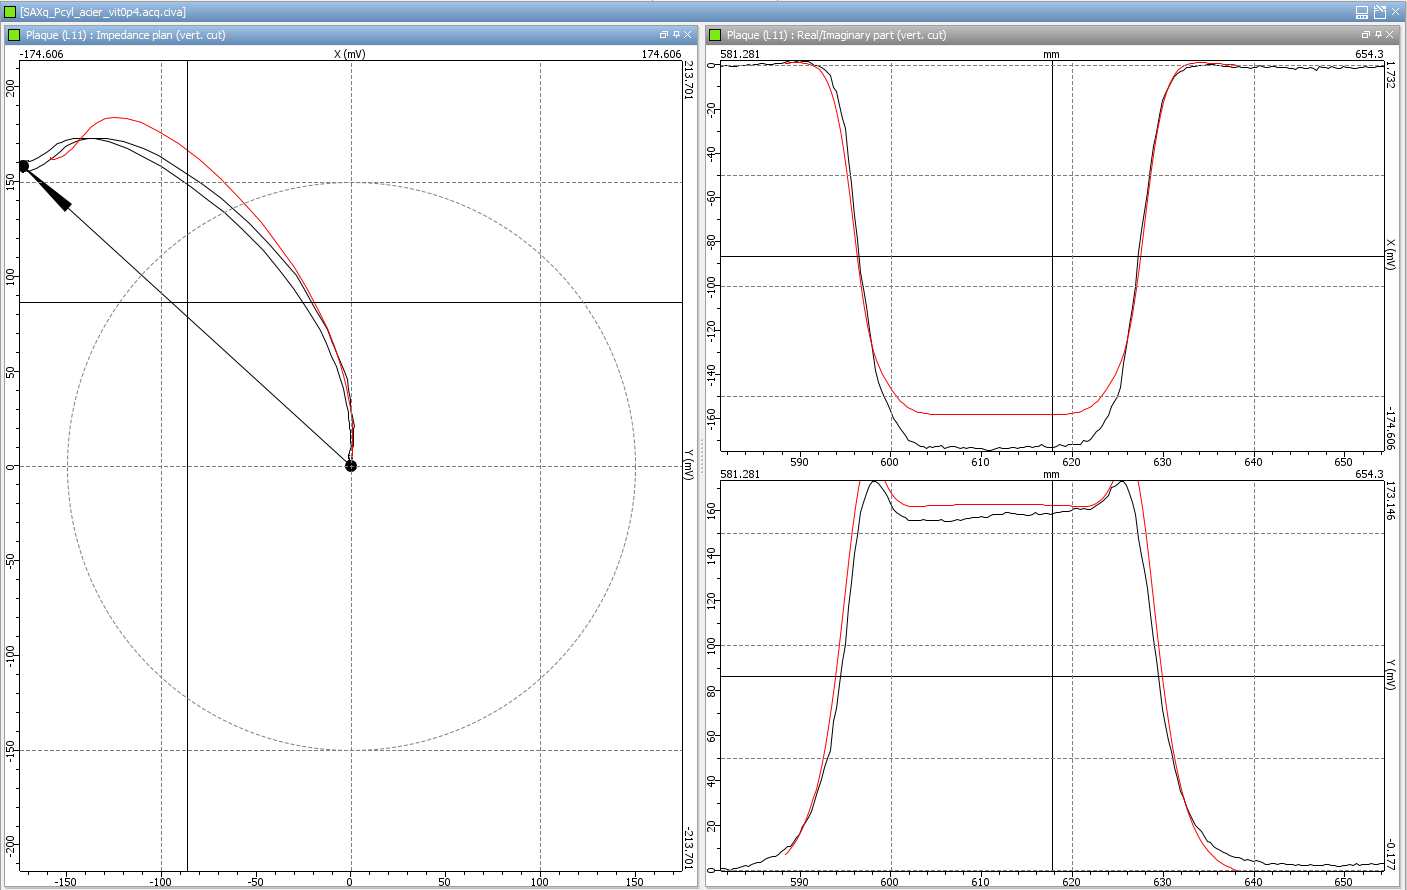 [SAXq_Pcyl_acier_vit0p4.acq.civa]
Plaque (L11) : Impedance plan (vert. cut)
-174.606 X (mV) 174.606
213.701
200
150
100
50
0
-50
-100
-150
-200
Y (mV)
-213.701
-150 -100 -50 0 50 100 150
Plaque (L11) : Real/Imaginary part (vert. cut)
581.281 mm 654.3
1.732
0
-20
-40
-60
-80
-100
-120
-140
-160
X (mV)
-174.606
590 600 610 620 630 640 650
581.281 mm 654.3
173.146
160
140
120
100
80
60
40
20
0
Y (mV)
-0.177
590 600 610 620 630 640 650